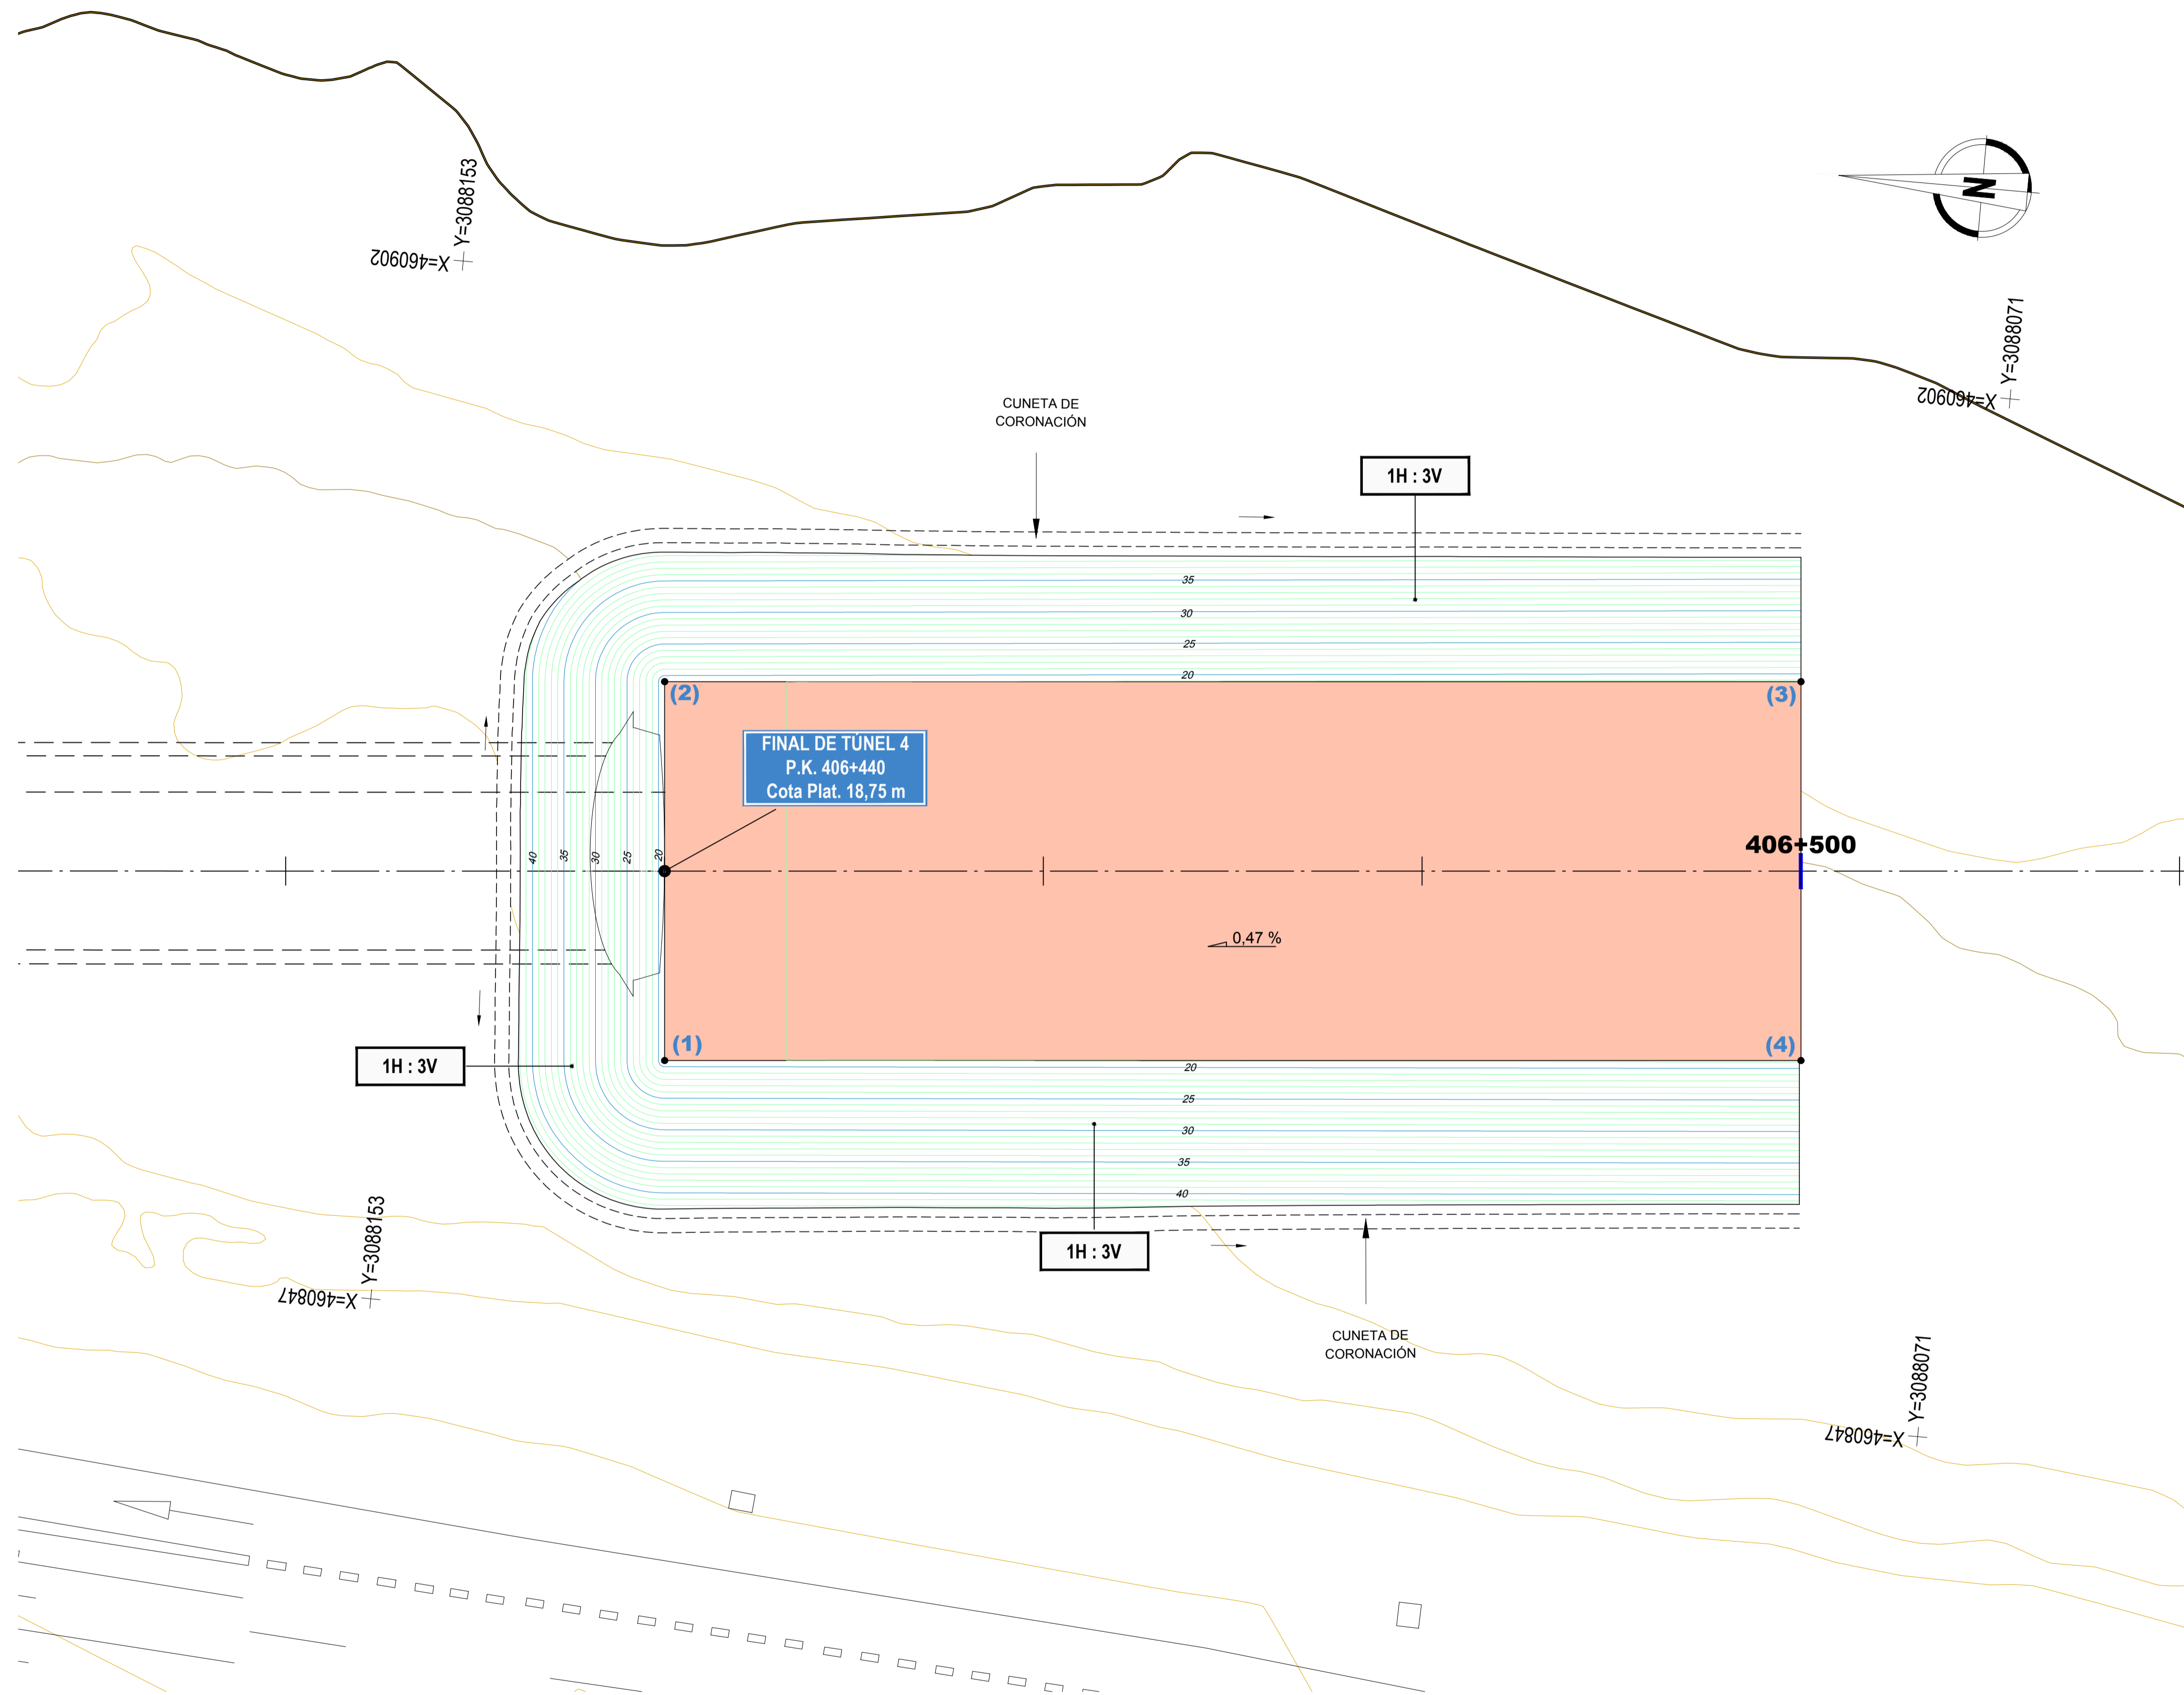 Y=3088153
X=460902
N
Y=3088071
X=460902
CUNETA DE
CORONACIÓN
1H : 3V
35
30
25
20
(2)
(3)
FINAL DE TÚNEL 4
P.K. 406+440
Cota Plat. 18,75 m
406+500
40
35
30
25
20
0,47 %
(1)
(4)
1H : 3V
20
25
30
35
40
1H : 3V
Y=3088153
X=460847
CUNETA DE
CORONACIÓN
Y=3088071
X=460847